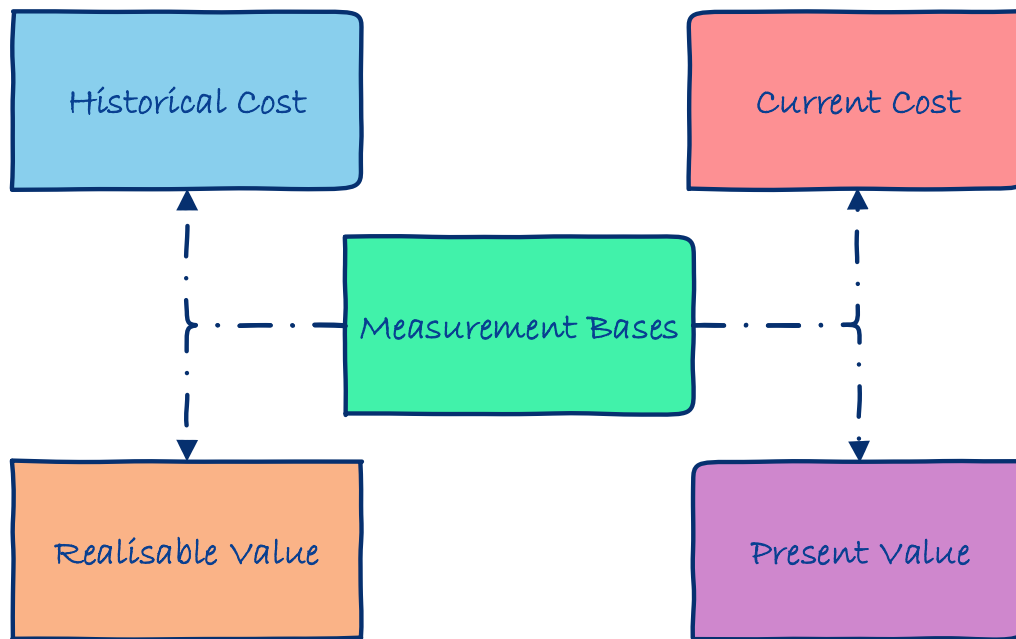 Historical Cost
Current Cost
Measurement Bases
Realisable Value
Present Value